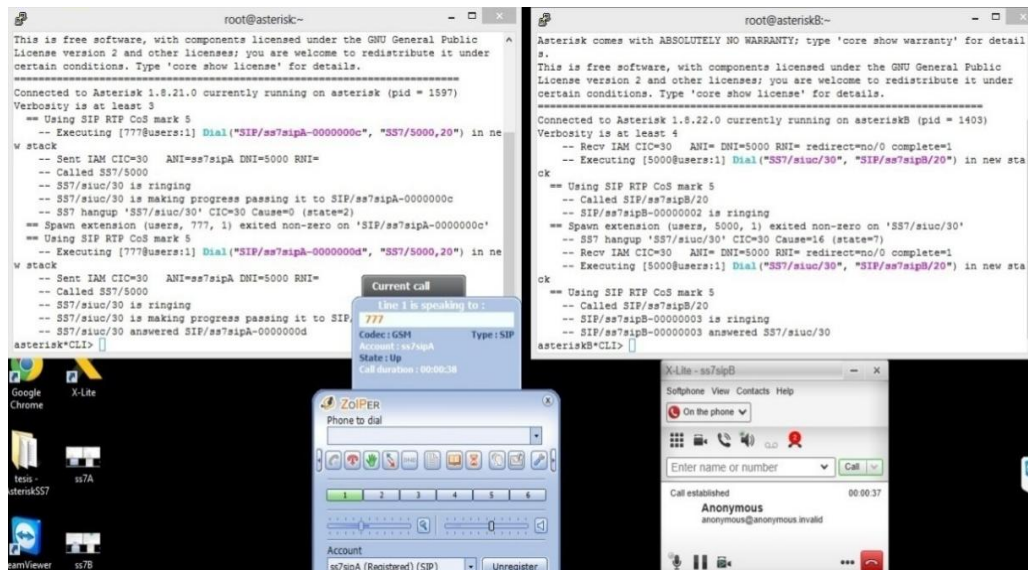 root@asterisk:~
This is free software, with components licensed under the GNU General Public
License version 2 and other licenses; you are welcome to redistribute it under
certain conditions. Type 'core show license' for details.
=========================================================================
Connected to Asterisk 1.8.21.0 currently running on asterisk (pid = 1597)
Verbosity is at least 3
== Using SIP RTP CoS mark 5
-- Executing [777@users:1] Dial("SIP/ss7sipA-0000000c", "SS7/5000,20") in ne
w stack
-- Sent IAM CIC=30 ANI=ss7sipA DNI=5000 RNI=
-- Called SS7/5000
-- SS7/siuc/30 is ringing
-- SS7/siuc/30 is making progress passing it to SIP/ss7sipA-0000000c
-- SS7 hangup 'SS7/siuc/30' CIC=30 Cause=0 (state=2)
== Spawn extension (users, 777, 1) exited non-zero on 'SIP/ss7sipA-0000000c'
== Using SIP RTP CoS mark 5
-- Executing [777@users:1] Dial("SIP/ss7sipA-0000000d", "SS7/5000,20") in ne
w stack
-- Sent IAM CIC=30 ANI=ss7sipA DNI=5000 RNI=
-- Called SS7/5000
-- SS7/siuc/30 is ringing
-- SS7/siuc/30 is making progress passing it to SIP/
-- SS7/siuc/30 answered SIP/ss7sipA-0000000d
asterisk*CLI>
root@asteriskB:~
Asterisk comes with ABSOLUTELY NO WARRANTY; type 'core show warranty' for detail
s.
This is free software, with components licensed under the GNU General Public
License version 2 and other licenses; you are welcome to redistribute it under
certain conditions. Type 'core show license' for details.
=========================================================================
Connected to Asterisk 1.8.22.0 currently running on asteriskB (pid = 1403)
Verbosity is at least 4
-- Recv IAM CIC=30 ANI= DNI=5000 RNI= redirect=no/0 complete=1
-- Executing [5000@users:1] Dial("SS7/siuc/30", "SIP/ss7sipB/20") in new sta
ck
== Using SIP RTP CoS mark 5
-- Called SIP/ss7sipB/20
-- SIP/ss7sipB-00000002 is ringing
== Spawn extension (users, 5000, 1) exited non-zero on 'SS7/siuc/30'
-- SS7 hangup 'SS7/siuc/30' CIC=30 Cause=16 (state=7)
-- Recv IAM CIC=30 ANI= DNI=5000 RNI= redirect=no/0 complete=1
-- Executing [5000@users:1] Dial("SS7/siuc/30", "SIP/ss7sipB/20") in new sta
ck
== Using SIP RTP CoS mark 5
-- Called SIP/ss7sipB/20
-- SIP/ss7sipB-00000003 is ringing
-- SIP/ss7sipB-00000003 answered SS7/siuc/30
asteriskB*CLI>
Current call
Line 1 is speaking to :
777
Codec : GSM Type : SIP
Account : ss7sipA
State : Up
Call duration : 00:00:38
Google
Chrome
X-Lite
tesis -
AsteriskSS7
ss7A
eamViewer
ss7B
ZoIPER
Phone to dial
1 2 3 4 5 6
Account
ss7sipA (Registered) (SIP)
Unregister
X-Lite - ss7sipB
Softphone View Contacts Help
On the phone
Enter name or number
Call
Call established 00:00:37
Anonymous
anonymous@anonymous.invalid